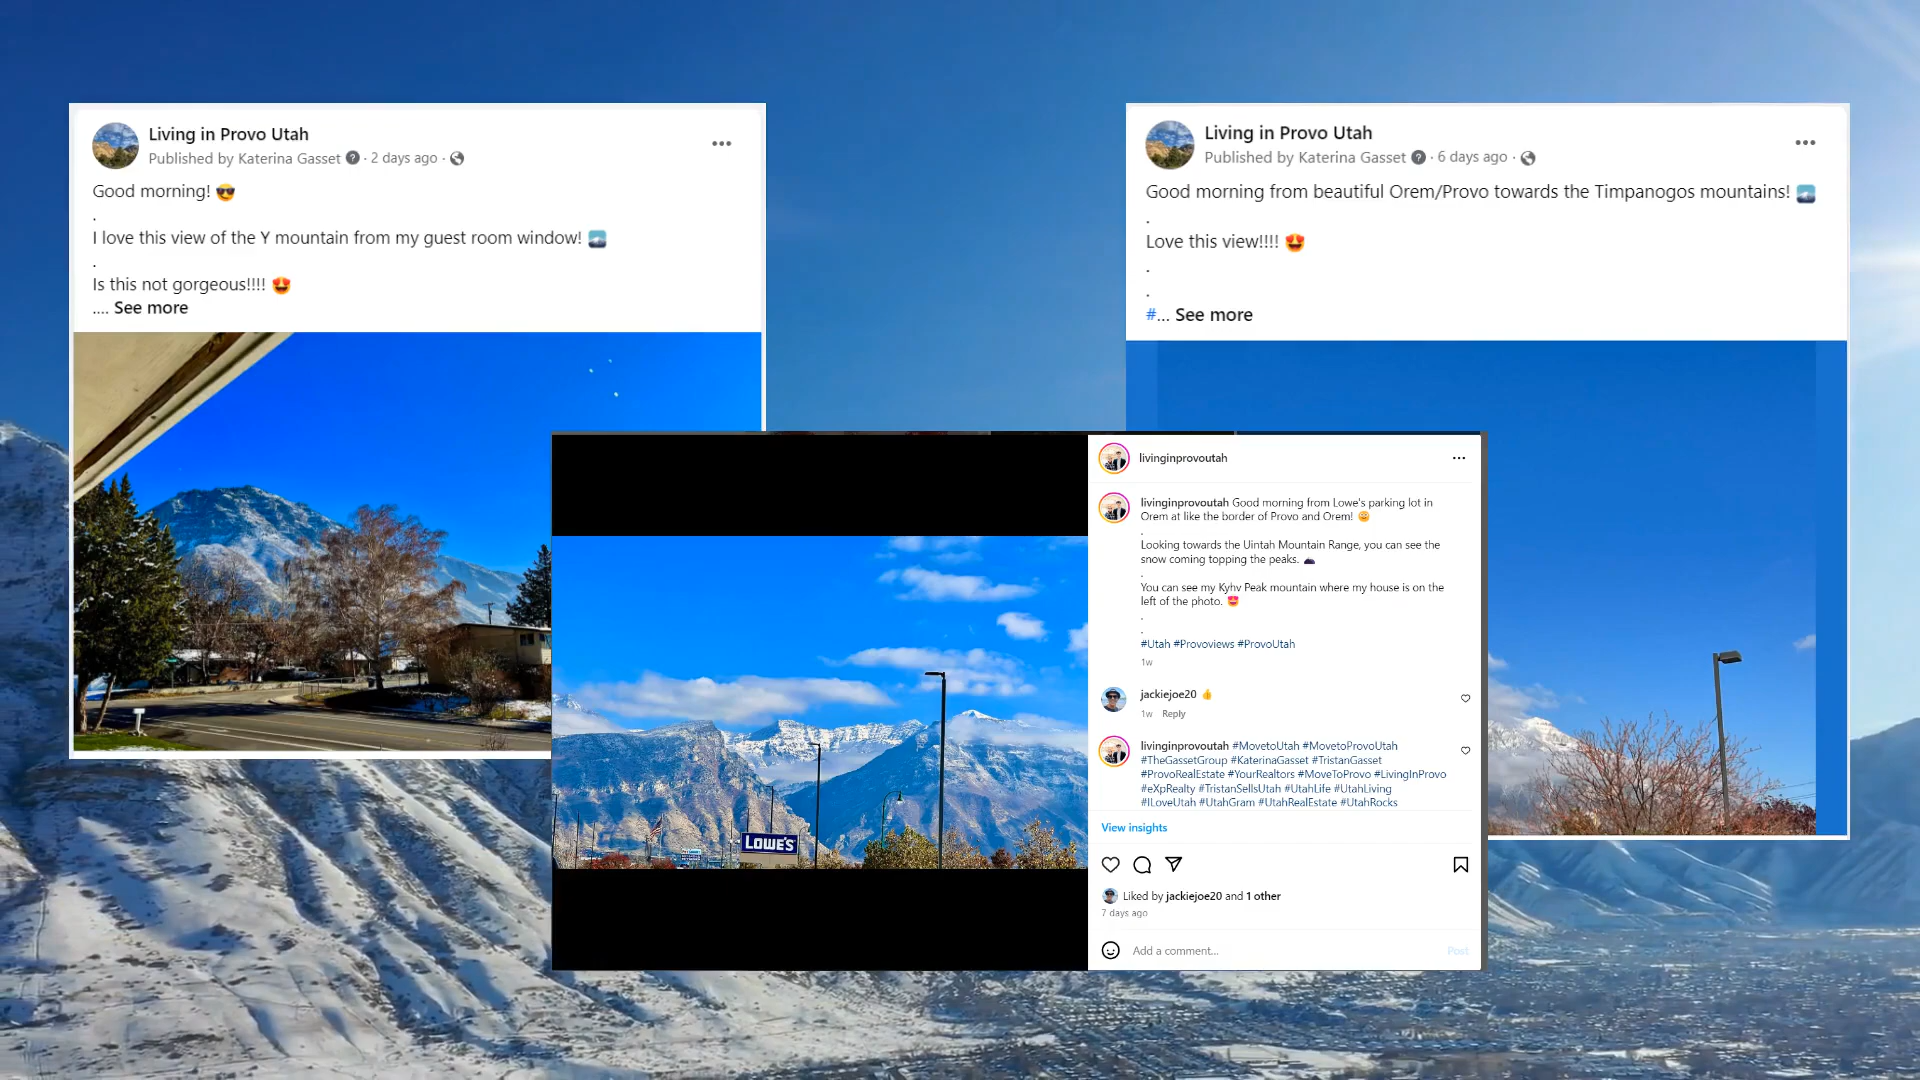 Living in Provo Utah
Published by Katerina Gasset · 2 days ago ·
Good morning! 😎
.
I love this view of the Y mountain from my guest room window! 🗻
.
Is this not gorgeous!!!! 😍
.... See more
Living in Provo Utah
Published by Katerina Gasset · 6 days ago ·
Good morning from beautiful Orem/Provo towards the Timpanogos mountains! 🗻
.
Love this view!!!! 😍
.
.
#... See more
LOWE'S
livinginprovoutah
livinginprovoutah Good morning from Lowe's parking lot in
Orem at like the border of Provo and Orem! 😀
.
Looking towards the Uintah Mountain Range, you can see the
snow coming topping the peaks. 🏔
.
You can see my Kyhv Peak mountain where my house is on the
left of the photo. 😍
.
.
#Utah #Provoviews #ProvoUtah
1w
jackiejoe20 👍
1w Reply
livinginprovoutah #MovetoUtah #MovetoProvoUtah
#TheGassetGroup #KaterinaGasset #TristanGasset
#ProvoRealEstate #YourRealtors #MoveToProvo #LivingInProvo
#eXpRealty #TristanSellsUtah #UtahLife #UtahLiving
#ILoveUtah #UtahGram #UtahRealEstate #UtahRocks
View insights
Liked by jackiejoe20 and 1 other
7 days ago
Add a comment...
Post